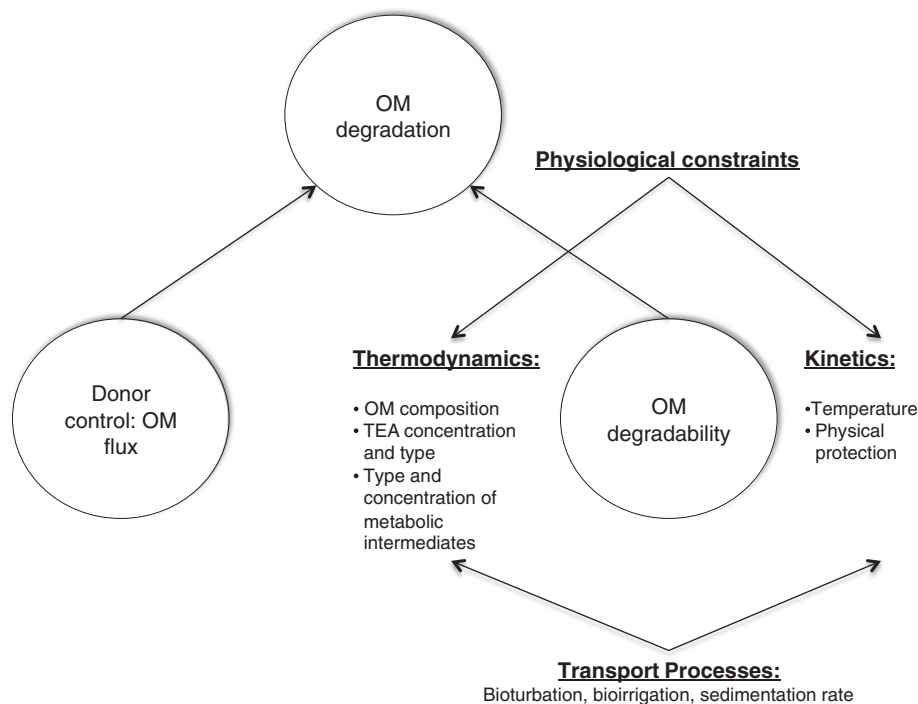 OM
degradation
Physiological constraints
Donor
control: OM
flux
Thermodynamics:
• OM composition
• TEA concentration
and type
• Type and
concentration of
metabolic
intermediates
OM
degradability
Kinetics:
•Temperature
• Physical
protection
Transport Processes:
Bioturbation, bioirrigation, sedimentation rate